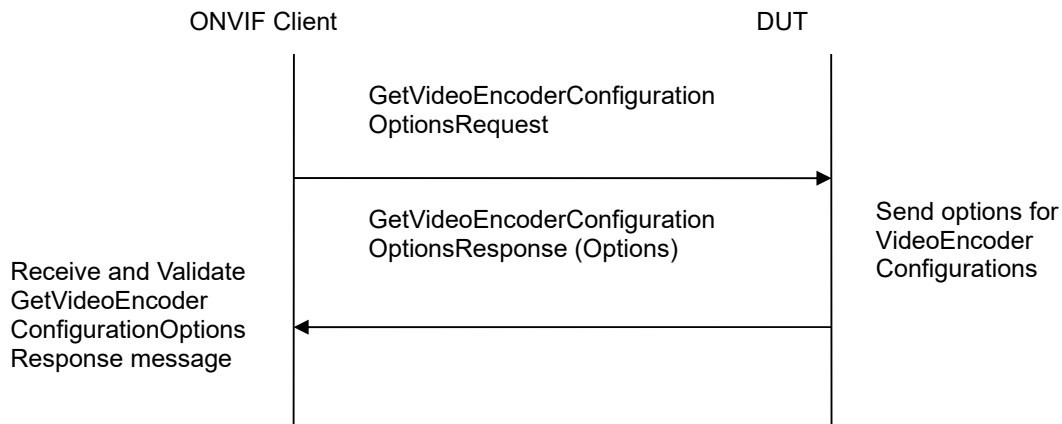 ONVIF Client
DUT
GetVideoEncoderConfiguration
OptionsRequest
GetVideoEncoderConfiguration
OptionsResponse (Options)
Send options for
VideoEncoder
Configurations
Receive and Validate
GetVideoEncoder
ConfigurationOptions
Response message